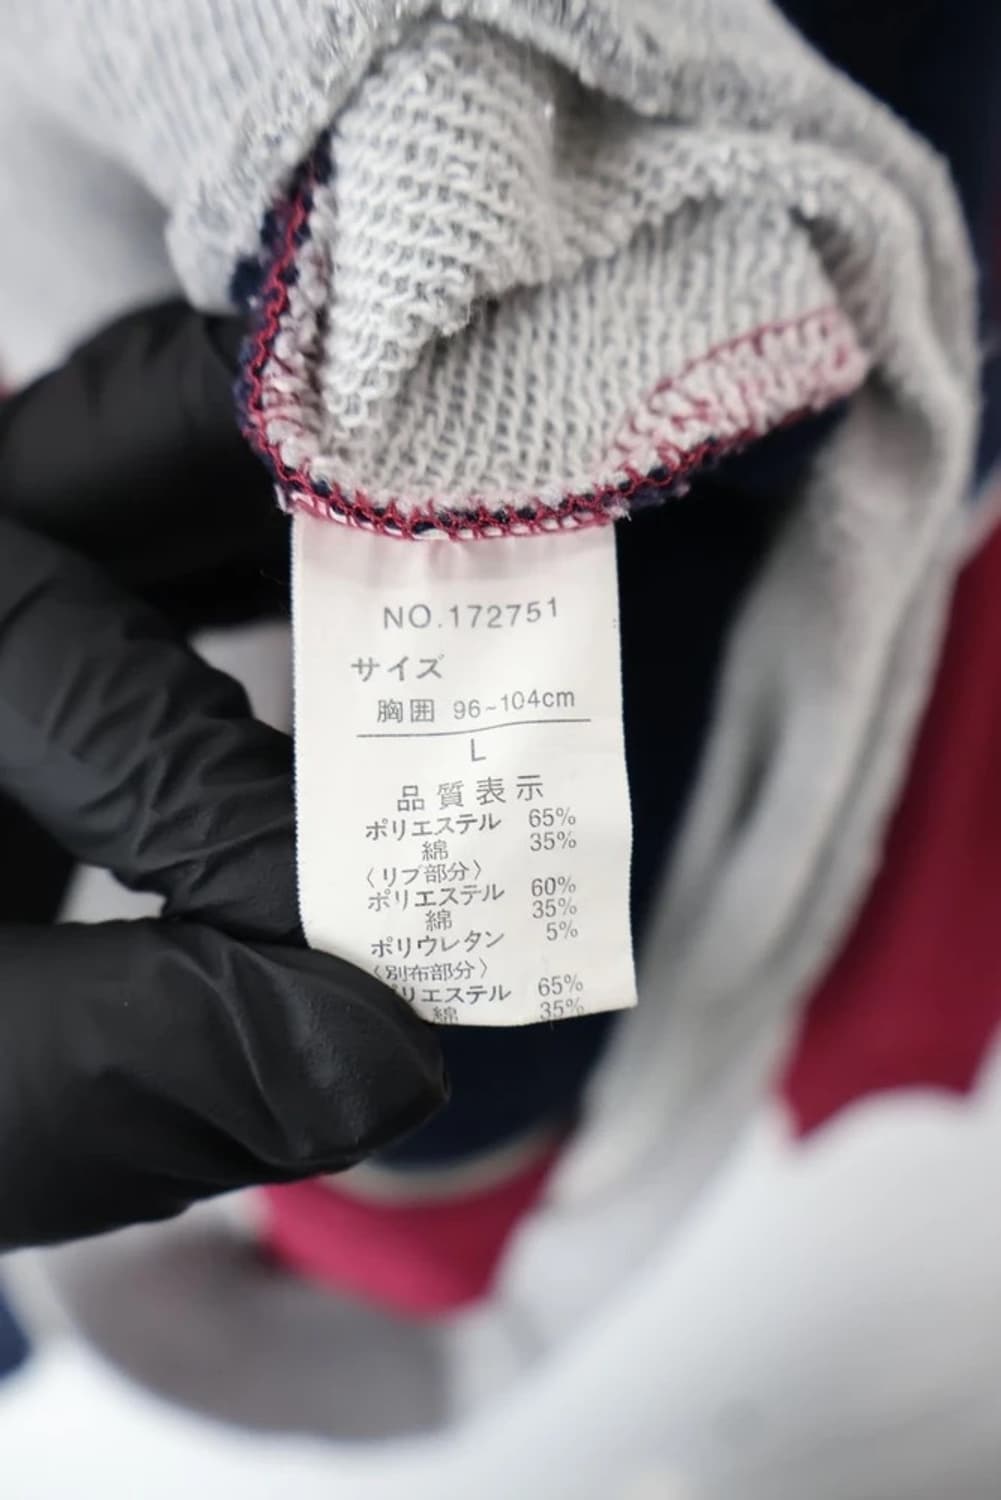 NO.172751
サイズ
胸囲 96~104cm
L
品質表示
ポリエステル 65%
綿 35%
〈リブ部分〉
ポリエステル 60%
綿 35%
ポリウレタン 5%
〈別布部分〉
リエステル 65%
綿 35%